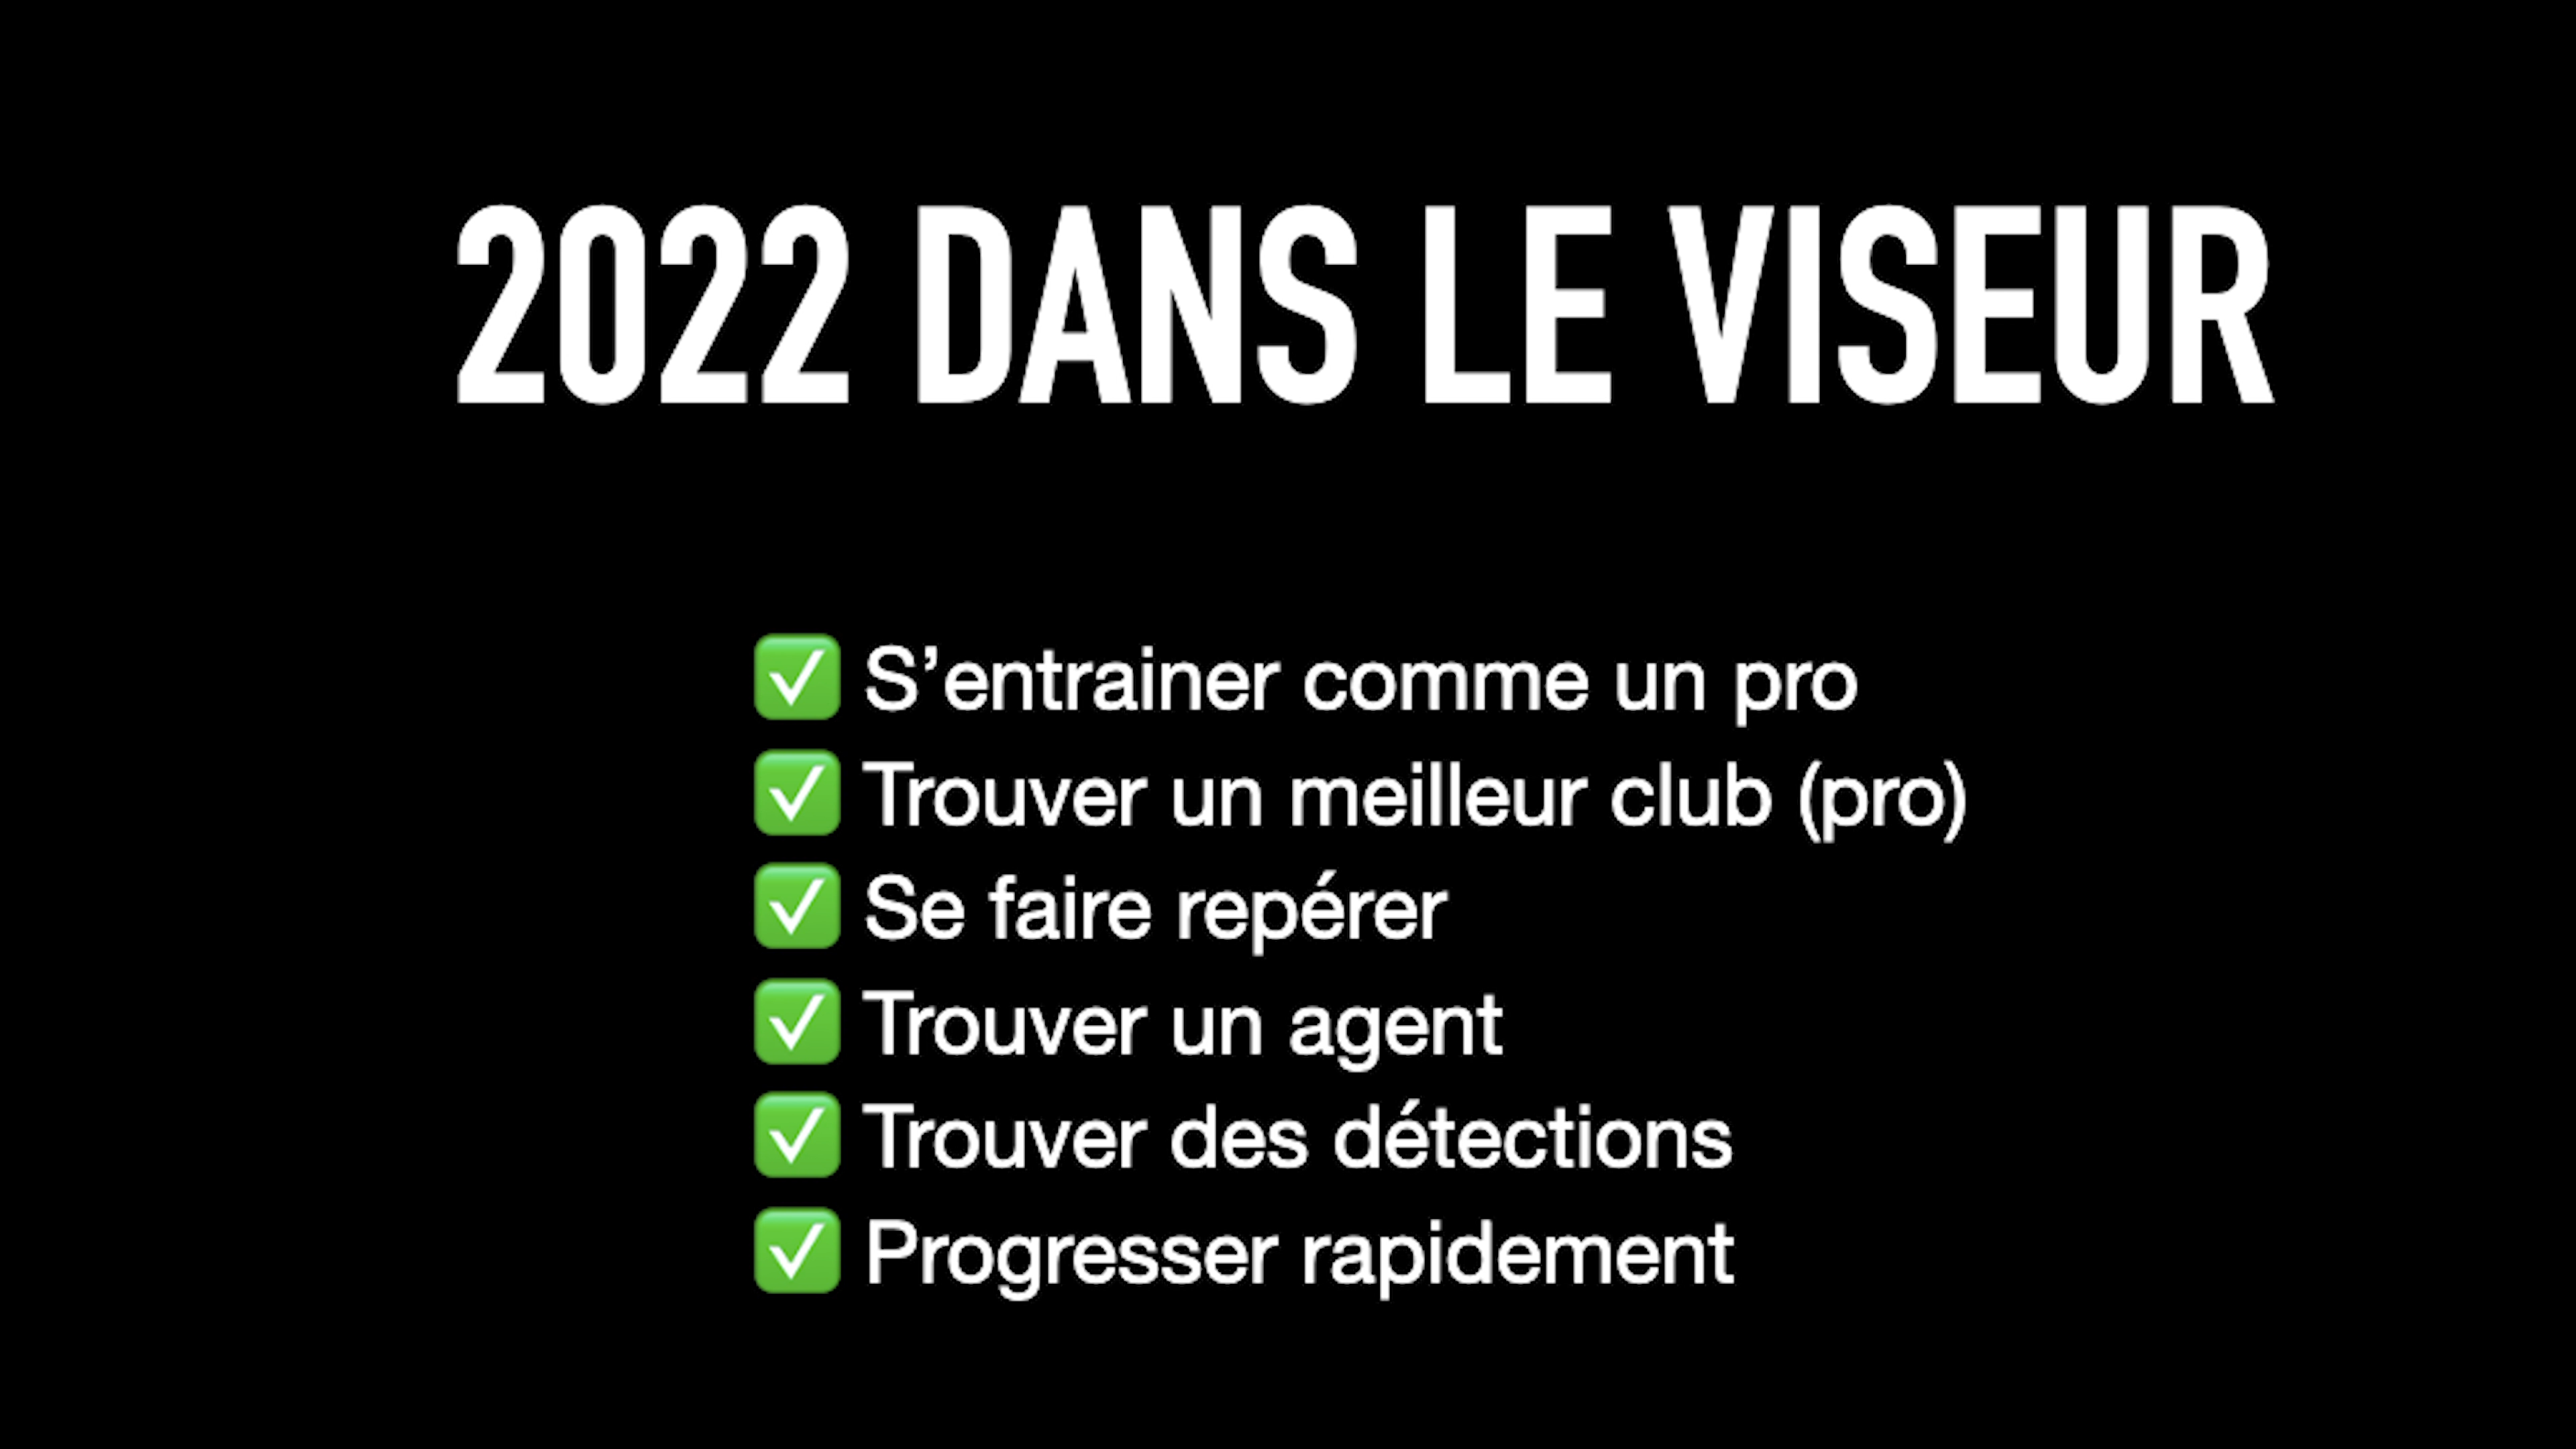 2022 DANS LE VISEUR
✅ S’entrainer comme un pro
✅ Trouver un meilleur club (pro)
✅ Se faire repérer
✅ Trouver un agent
✅ Trouver des détections
✅ Progresser rapidement